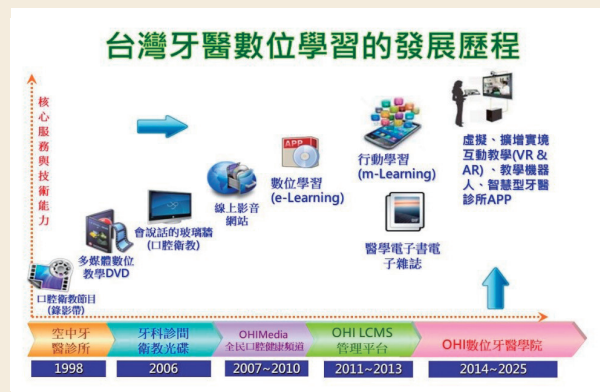 台灣牙醫數位學習的發展歷程
核心服務與技術能力
口腔衛教節目
(錄影帶)
多媒體數位
教學DVD
會說話的玻璃牆
(口腔衛教)
線上影音
網站
APP
數位學習
(e-Learning)
行動學習
(m-Learning)
醫學電子書電
子雜誌
虛擬、擴增實境
互動教學(VR &
AR) 、教學機器
人、智慧型牙醫
診所APP
空中牙
醫診所
牙科診間
衛教光碟
OHIMedia
全民口腔健康頻道
OHI LCMS
管理平台
OHI數位牙醫學院
1998
2006
2007~2010
2011~2013
2014~2025